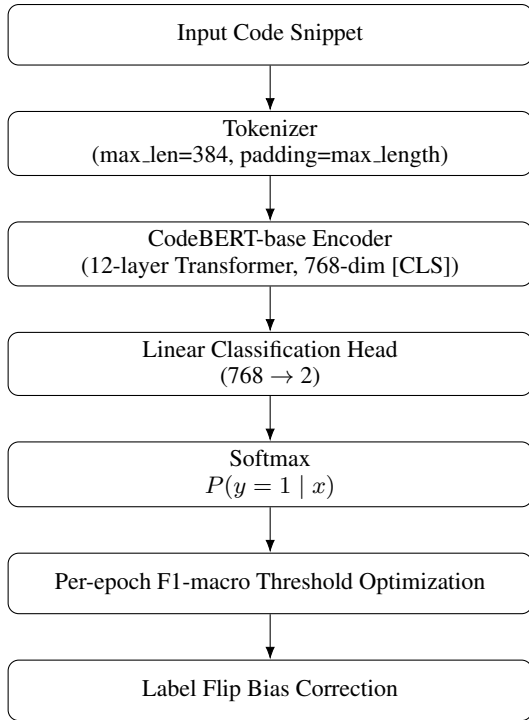 Input Code Snippet
Tokenizer
(max_len=384, padding=max_length)
CodeBERT-base Encoder
(12-layer Transformer, 768-dim [CLS])
Linear Classification Head
(768 → 2)
Softmax
P(y = 1 | x)
Per-epoch F1-macro Threshold Optimization
Label Flip Bias Correction